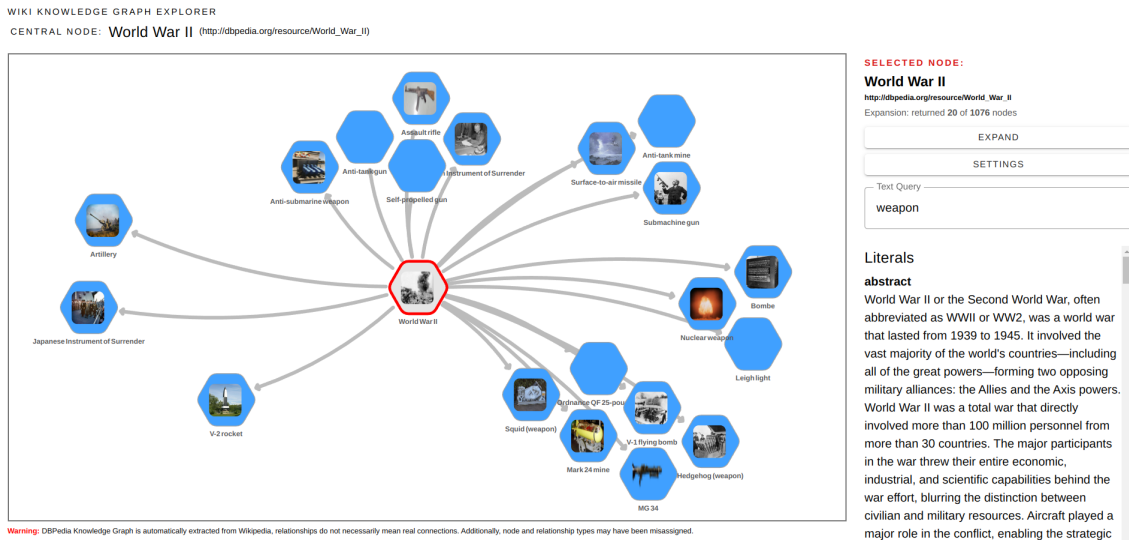 WIKI KNOWLEDGE GRAPH EXPLORER
CENTRAL NODE: World War II (http://dbpedia.org/resource/World_War_II)
Assault rifle
Anti-tank gun
Instrument of Surrender
Anti-submarine weapon
Self-propelled gun
Anti-tank mine
Surface-to-air missile
Submachine gun
Artillery
Bombe
World War II
Nuclear weapon
Japanese Instrument of Surrender
Leigh light
Ordnance QF 25-pou
Squid (weapon)
V-2 rocket
V-1 flying bomb
Mark 24 mine
Hedgehog (weapon)
MG 34
Warning: DBPedia Knowledge Graph is automatically extracted from Wikipedia, relationships do not necessarily mean real connections. Additionally, node and relationship types may have been misassigned.
SELECTED NODE:
World War II
http://dbpedia.org/resource/World_War_II
Expansion: returned 20 of 1076 nodes
EXPAND
SETTINGS
Text Query
weapon
Literals
abstract
World War II or the Second World War, often
abbreviated as WWII or WW2, was a world war
that lasted from 1939 to 1945. It involved the
vast majority of the world's countries—including
all of the great powers—forming two opposing
military alliances: the Allies and the Axis powers.
World War II was a total war that directly
involved more than 100 million personnel from
more than 30 countries. The major participants
in the war threw their entire economic,
industrial, and scientific capabilities behind the
war effort, blurring the distinction between
civilian and military resources. Aircraft played a
major role in the conflict, enabling the strategic